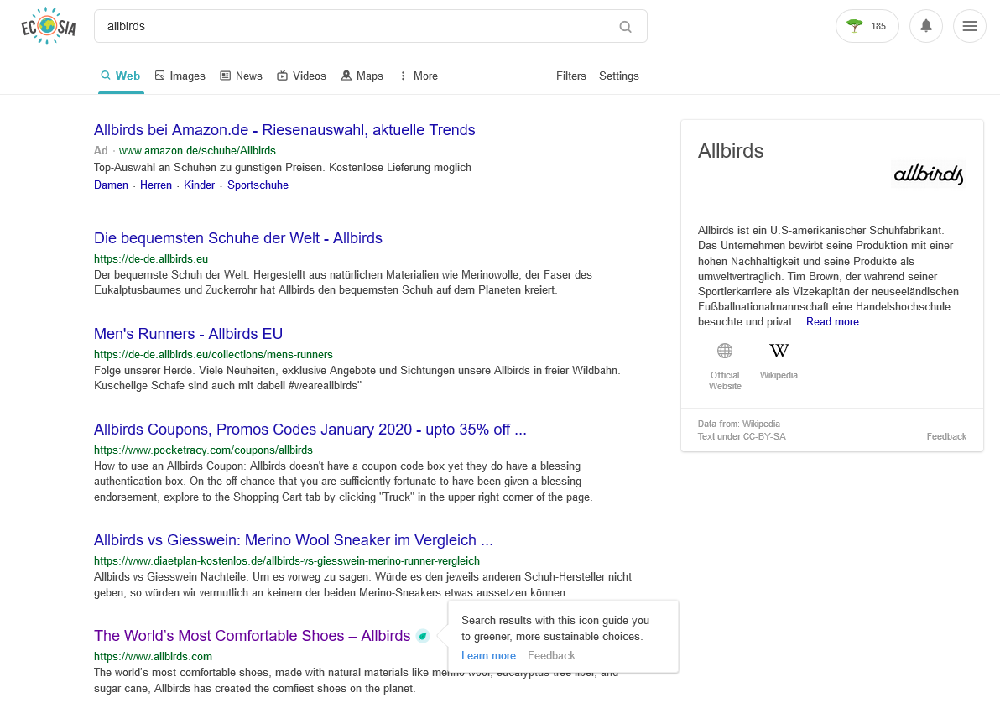 ECOSIA
allbirds
185
Web Images News Videos Maps More Filters Settings
Allbirds bei Amazon.de - Riesenauswahl, aktuelle Trends
Ad · www.amazon.de/schuhe/Allbirds
Top-Auswahl an Schuhen zu günstigen Preisen. Kostenlose Lieferung möglich
Damen · Herren · Kinder · Sportschuhe
Die bequemsten Schuhe der Welt - Allbirds
https://de-de.allbirds.eu
Der bequemste Schuh der Welt. Hergestellt aus natürlichen Materialien wie Merinowolle, der Faser des
Eukalptusbaumes und Zuckerrohr hat Allbirds den bequemsten Schuh auf dem Planeten kreiert.
Men's Runners - Allbirds EU
https://de-de.allbirds.eu/collections/mens-runners
Folge unserer Herde. Viele Neuheiten, exklusive Angebote und Sichtungen unsere Allbirds in freier Wildbahn.
Kuschelige Schafe sind auch mit dabei! #weareallbirds"
Allbirds Coupons, Promos Codes January 2020 - upto 35% off ...
https://www.pocketracy.com/coupons/allbirds
How to use an Allbirds Coupon: Allbirds doesn't have a coupon code box yet they do have a blessing
authentication box. On the off chance that you are sufficiently fortunate to have been given a blessing
endorsement, explore to the Shopping Cart tab by clicking "Truck" in the upper right corner of the page.
Allbirds vs Giesswein: Merino Wool Sneaker im Vergleich ...
https://www.diaetplan-kostenlos.de/allbirds-vs-giesswein-merino-runner-vergleich
Allbirds vs Giesswein Nachteile. Um es vorweg zu sagen: Würde es den jeweils anderen Schuh-Hersteller nicht
geben, so würden wir vermutlich an keinem der beiden Merino-Sneakers etwas aussetzen können.
The World's Most Comfortable Shoes – Allbirds
https://www.allbirds.com
The world's most comfortable shoes, made with natural materials like merino wool, eucalyptus tree fiber, and
sugar cane, Allbirds has created the comfiest shoes on the planet.
Search results with this icon guide you
to greener, more sustainable choices.
Learn more Feedback
Allbirds
allbirds
Allbirds ist ein U.S-amerikanischer Schuhfabrikant.
Das Unternehmen bewirbt seine Produktion mit einer
hohen Nachhaltigkeit und seine Produkte als
umweltverträglich. Tim Brown, der während seiner
Sportlerkarriere als Vizekapitän der neuseeländischen
Fußballnationalmannschaft eine Handelshochschule
besuchte und privat… Read more
W
Official Wikipedia
Website
Data from: Wikipedia
Text under CC-BY-SA Feedback